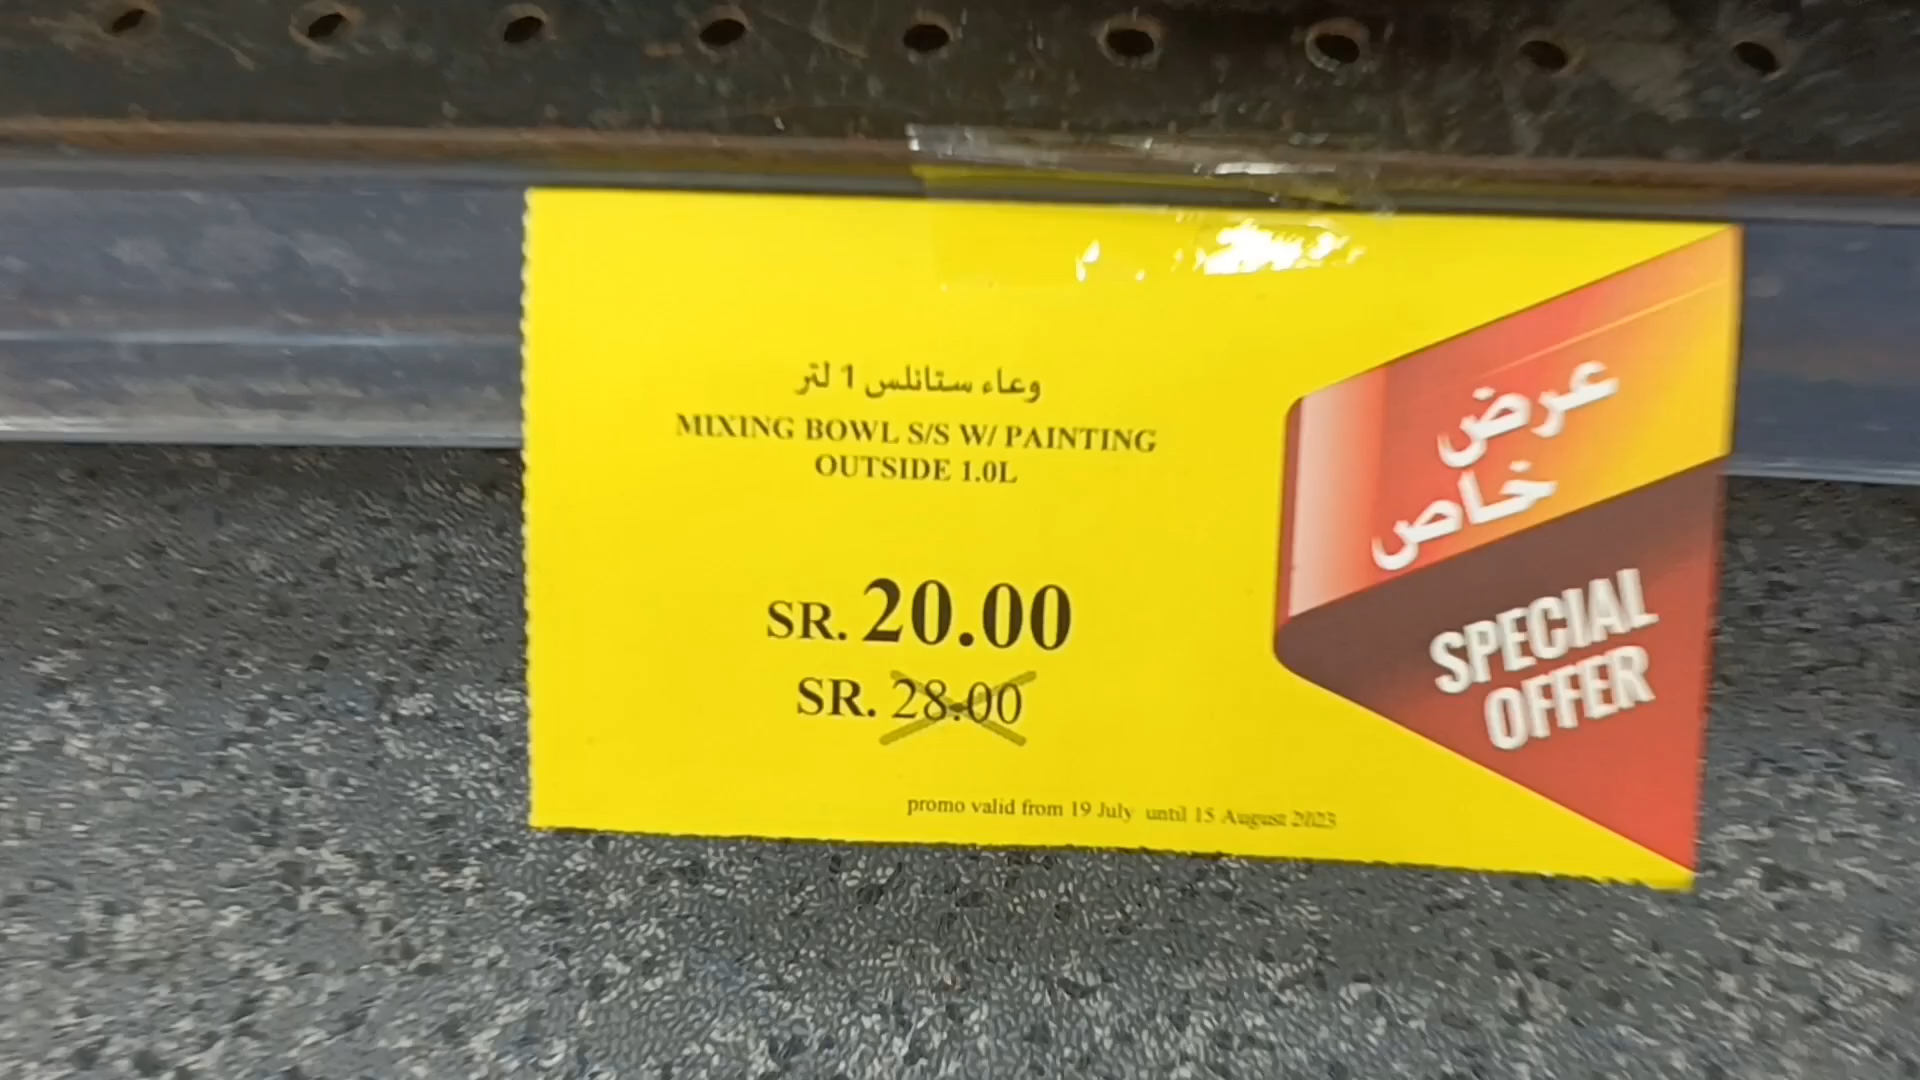 وعاء ستانلس 1 لتر
MIXING BOWL S/S W/ PAINTING
OUTSIDE 1.0L
SR. 20.00
SR. 28.00
promo valid from 19 July until 15 August 2023
عرض
خاص
SPECIAL
OFFER